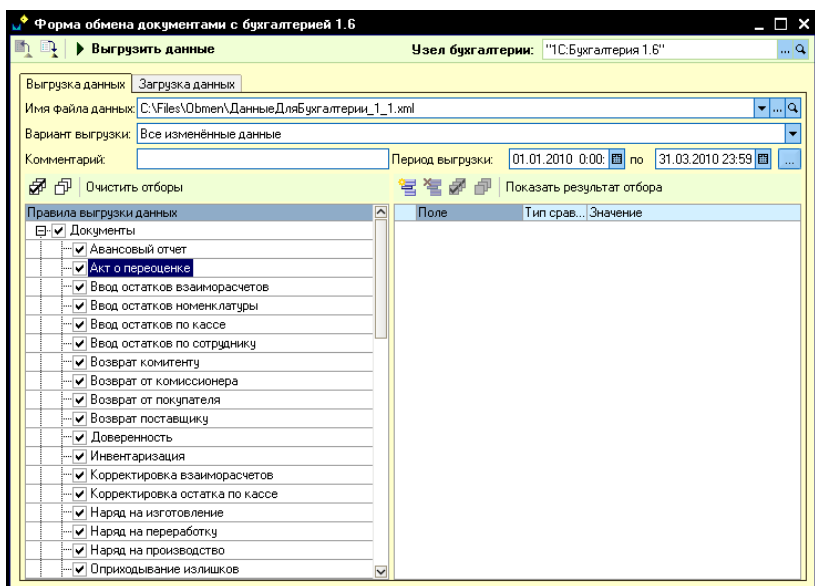 Форма обмена документами с бухгалтерией 1.6
Выгрузить данные Узел бухгалтерии: "1С:Бухгалтерия 1.6" ...
Выгрузка данных Загрузка данных
Имя файла данных: C:\Files\Obmen\ДанныеДляБухгалтерии_1_1.xml ...
Вариант выгрузки: Все изменённые данные
Комментарий: Период выгрузки: 01.01.2010 0:00: по 31.03.2010 23:59 ...
Очистить отборы Показать результат отбора
Правила выгрузки данных Поле Тип срав... Значение
Документы
Авансовый отчет
Акт о переоценке
Ввод остатков взаиморасчетов
Ввод остатков номенклатуры
Ввод остатков по кассе
Ввод остатков по сотруднику
Возврат комитенту
Возврат от комиссионера
Возврат от покупателя
Возврат поставщику
Доверенность
Инвентаризация
Корректировка взаиморасчетов
Корректировка остатка по кассе
Наряд на изготовление
Наряд на переработку
Наряд на производство
Оприходывание излишков